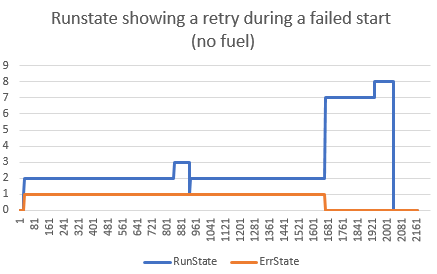 Runstate showing a retry during a failed start
(no fuel)
9
8
7
6
5
4
3
2
1
0
1 81 161 241 321 401 481 561 641 721 801 881 961 1041 1121 1201 1281 1361 1441 1521 1601 1681 1761 1841 1921 2001 2081 2161
RunState ErrState